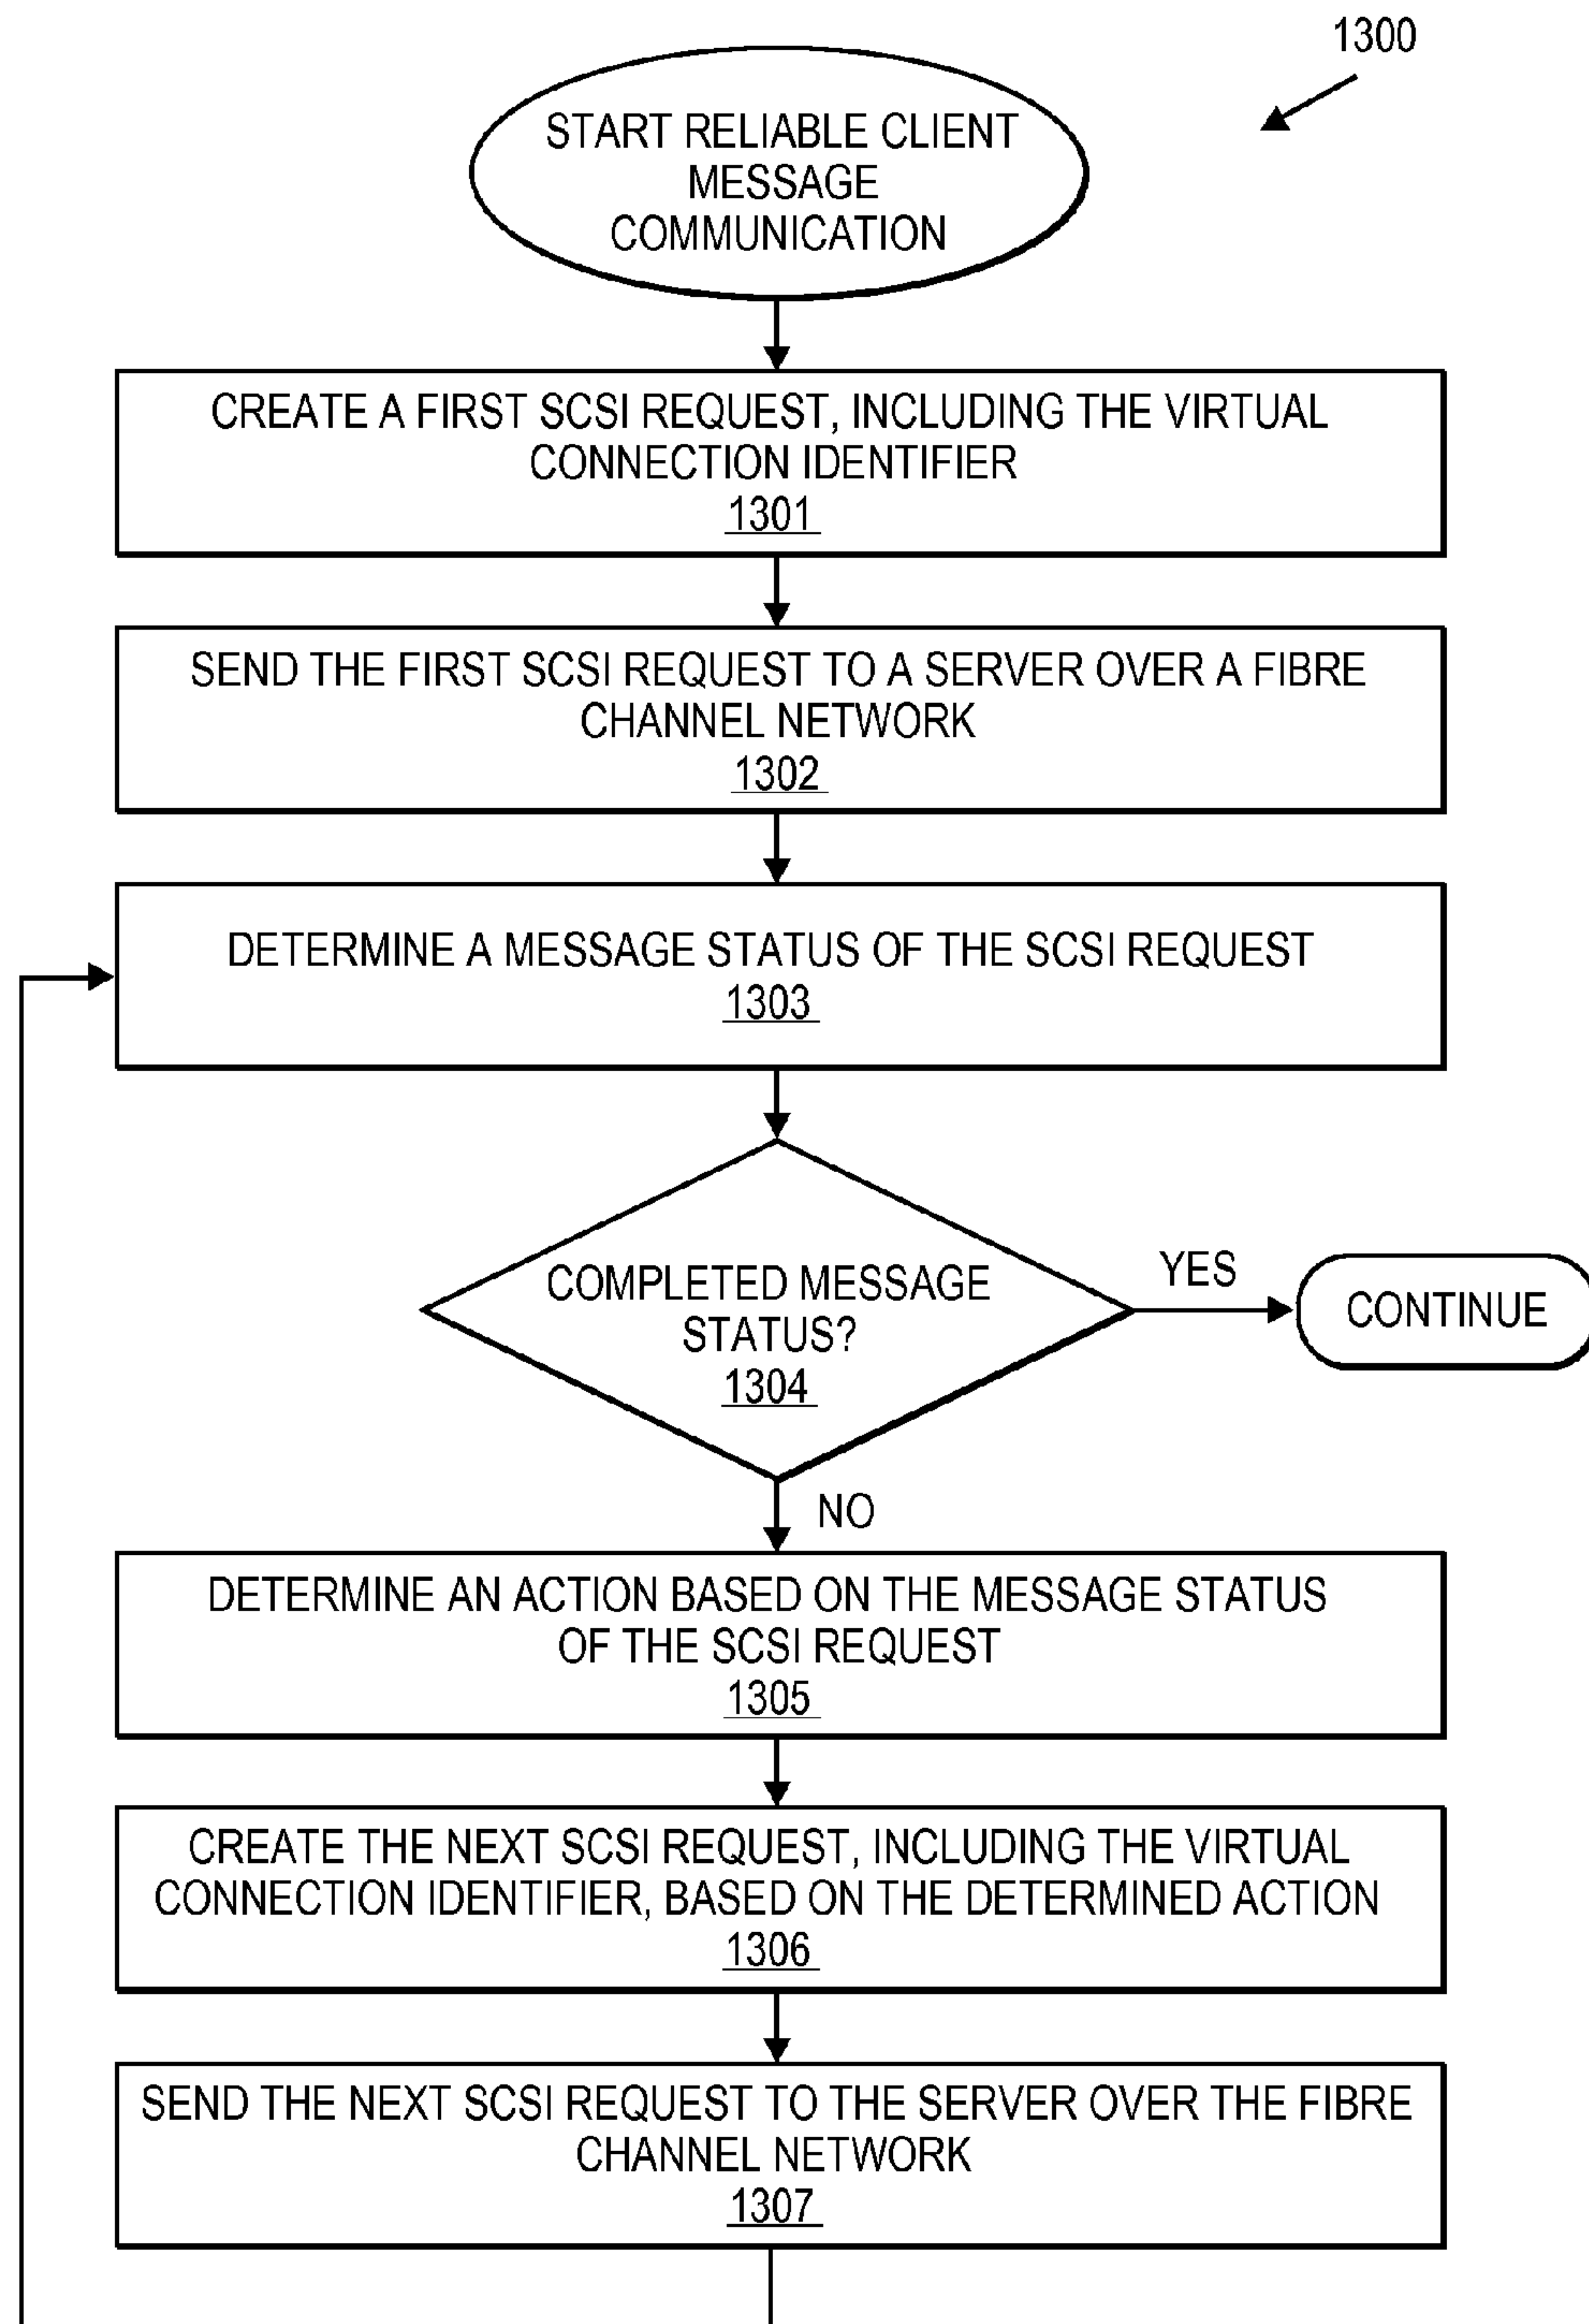 1300
START RELIABLE CLIENT
MESSAGE
COMMUNICATION
CREATE A FIRST SCSI REQUEST, INCLUDING THE VIRTUAL
CONNECTION IDENTIFIER
1301
SEND THE FIRST SCSI REQUEST TO A SERVER OVER A FIBRE
CHANNEL NETWORK
1302
DETERMINE A MESSAGE STATUS OF THE SCSI REQUEST
1303
COMPLETED MESSAGE
STATUS?
1304
YES
CONTINUE
NO
DETERMINE AN ACTION BASED ON THE MESSAGE STATUS
OF THE SCSI REQUEST
1305
CREATE THE NEXT SCSI REQUEST, INCLUDING THE VIRTUAL
CONNECTION IDENTIFIER, BASED ON THE DETERMINED ACTION
1306
SEND THE NEXT SCSI REQUEST TO THE SERVER OVER THE FIBRE
CHANNEL NETWORK
1307